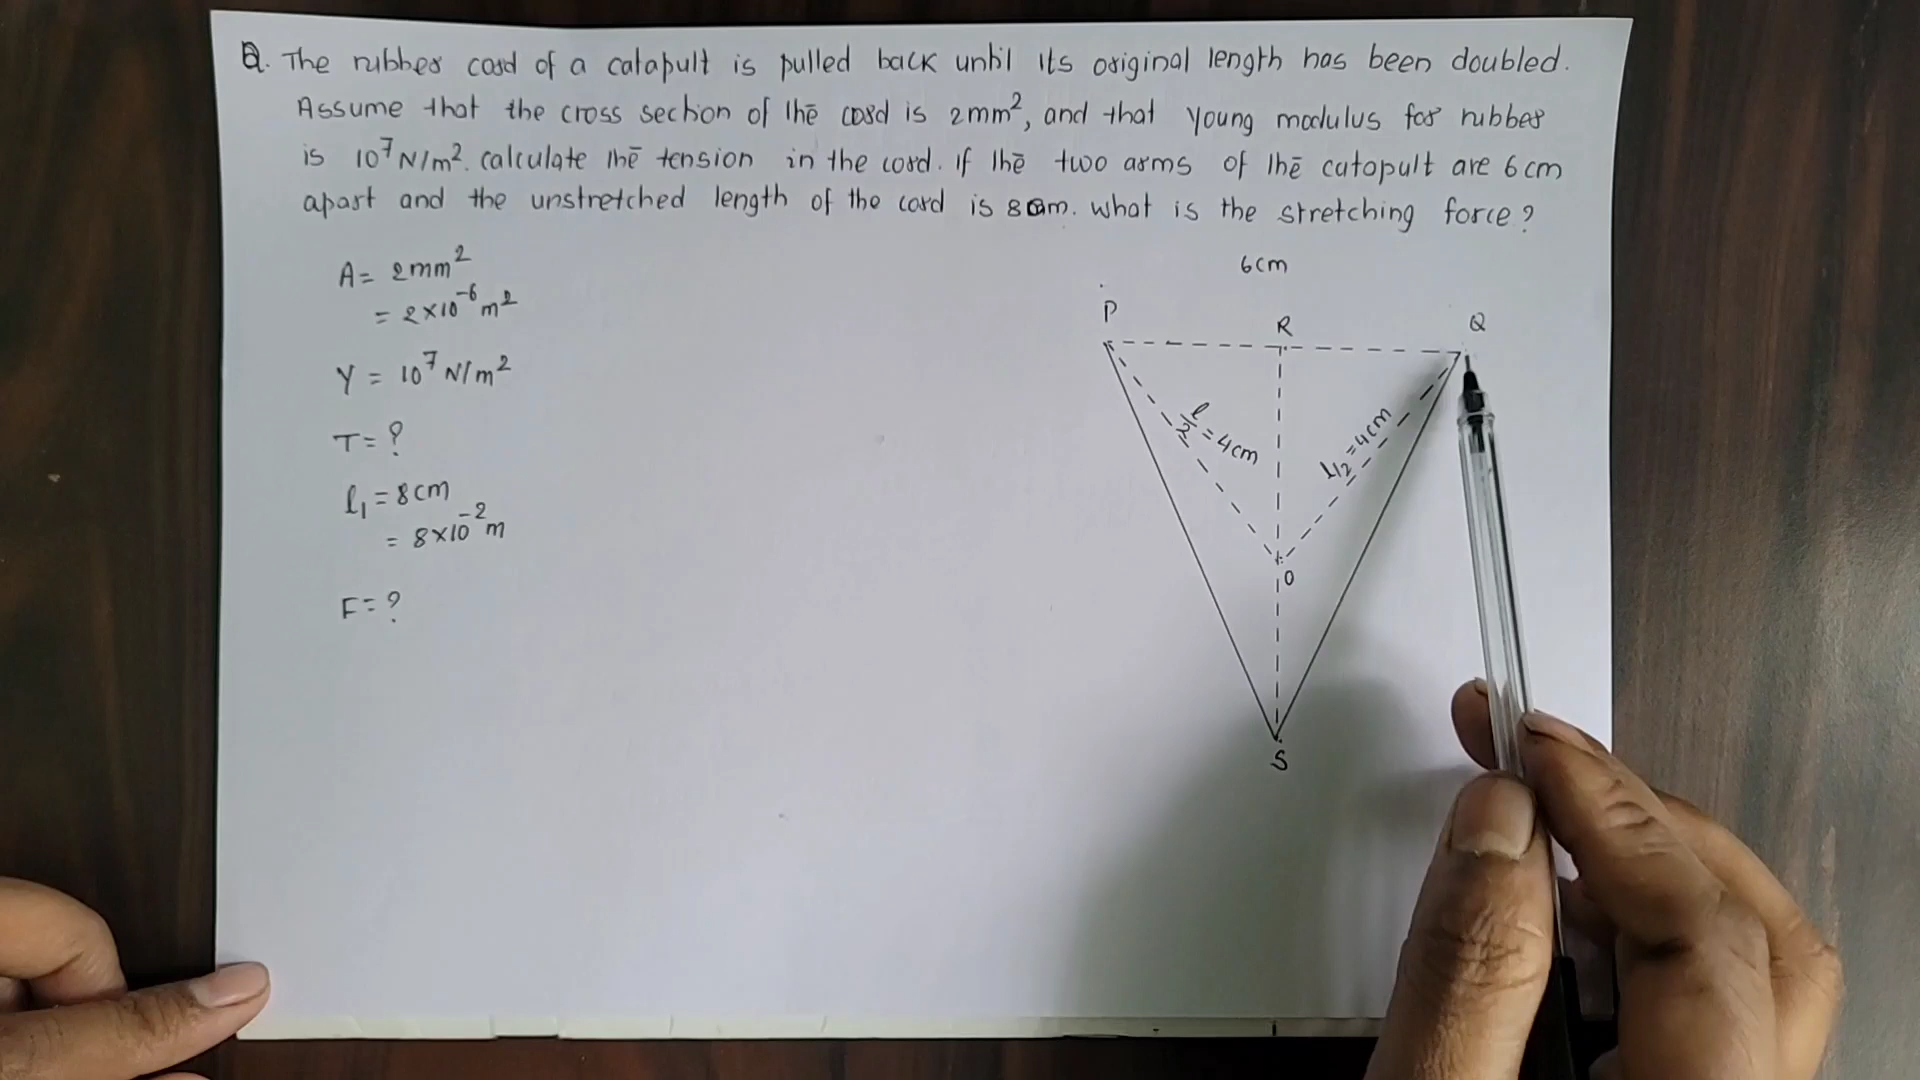 Q. The rubber cord of a catapult is pulled back until its original length has been doubled.
Assume that the cross section of the cord is 2mm², and that young modulus for rubber
is 10⁷ N/m². calculate the tension in the cord. if the two arms of the catopult are 6cm
apart and the unstretched length of the cord is 8cm. what is the stretching force?
A = 2mm²
= 2×10⁻⁶ m²
Y = 10⁷ N/m²
T = ?
l₁ = 8cm
= 8×10⁻² m
F = ?
6cm
P
R
Q
l/2 = 4cm
L/2 = 4cm
O
S